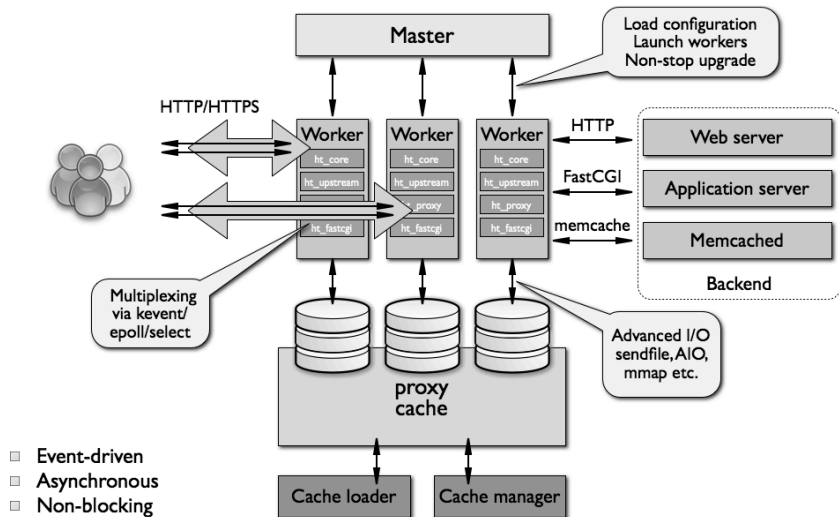 Master
Load configuration
Launch workers
Non-stop upgrade
HTTP/HTTPS
Worker
ht_core
ht_upstream
ht_fastcgi
Worker
ht_core
ht_upstream
ht_proxy
ht_fastcgi
Worker
ht_core
ht_upstream
ht_proxy
ht_fastcgi
HTTP
FastCGI
memcache
Web server
Application server
Memcached
Backend
Multiplexing
via kevent/
epoll/select
Advanced I/O
sendfile, AIO,
mmap etc.
proxy
cache
Cache loader
Cache manager
Event-driven
Asynchronous
Non-blocking